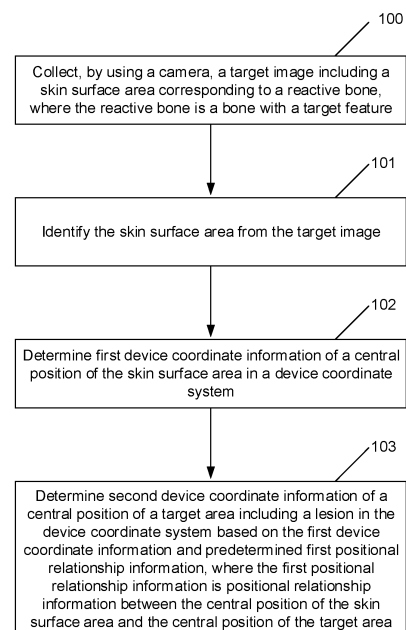 100
Collect, by using a camera, a target image including a
skin surface area corresponding to a reactive bone,
where the reactive bone is a bone with a target feature
101
Identify the skin surface area from the target image
102
Determine first device coordinate information of a central
position of the skin surface area in a device coordinate
system
103
Determine second device coordinate information of a
central position of a target area including a lesion in the
device coordinate system based on the first device
coordinate information and predetermined first positional
relationship information, where the first positional
relationship information is positional relationship
information between the central position of the skin
surface area and the central position of the target area